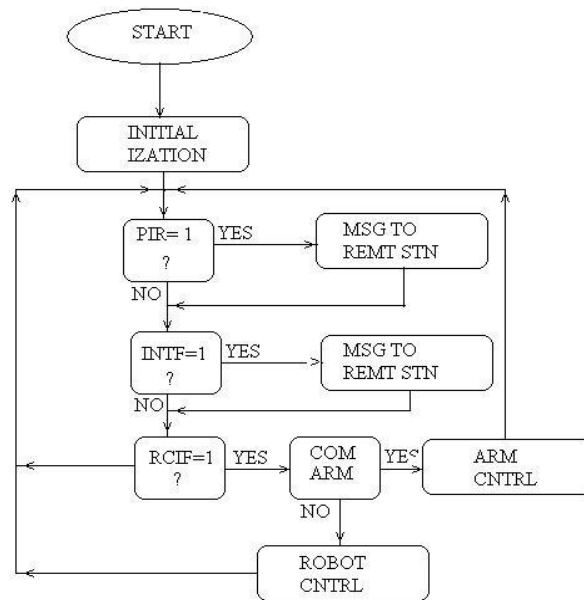 START
INITIAL
IZATION
PIR= 1
?
YES
MSG TO
REMT STN
NO
INTF=1
?
YES
MSG TO
REMT STN
NO
RCIF=1
?
YES
COM
ARM
YES
ARM
CNTRL
NO
ROBOT
CNTRL